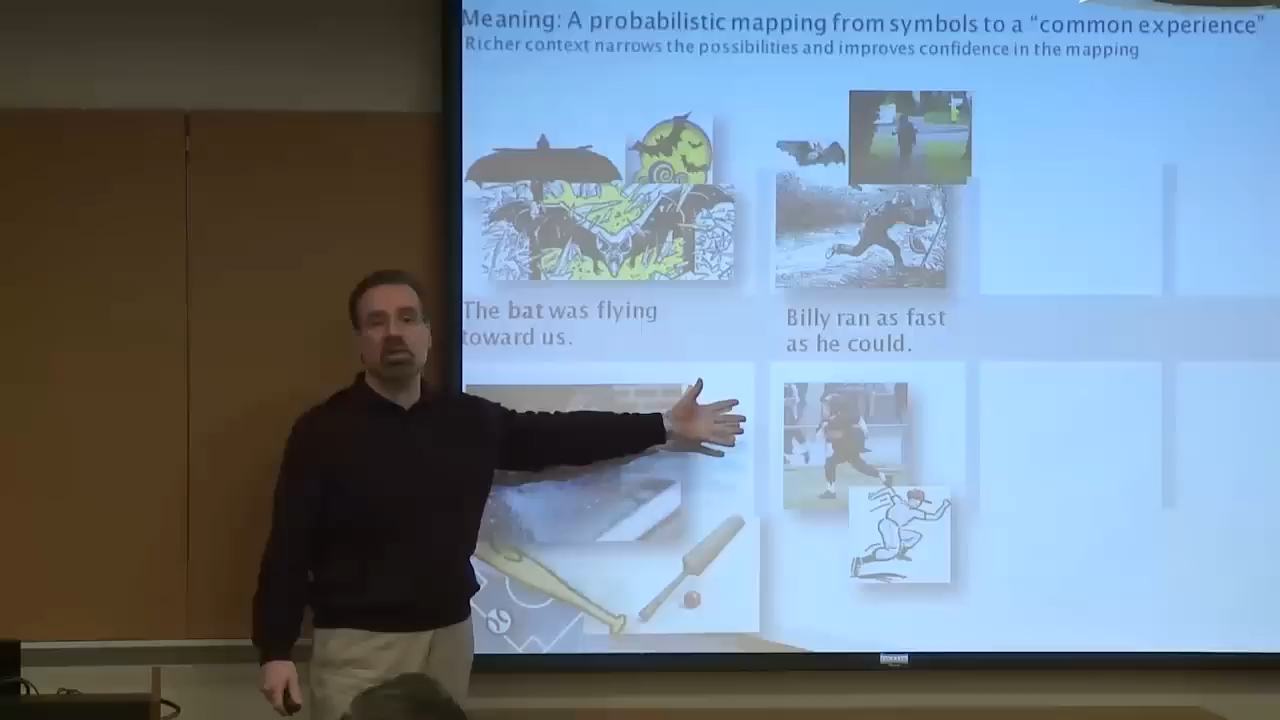 Meaning: A probabilistic mapping from symbols to a “common experience”
Richer context narrows the possibilities and improves confidence in the mapping
The bat was flying
toward us.
Billy ran as fast
as he could.